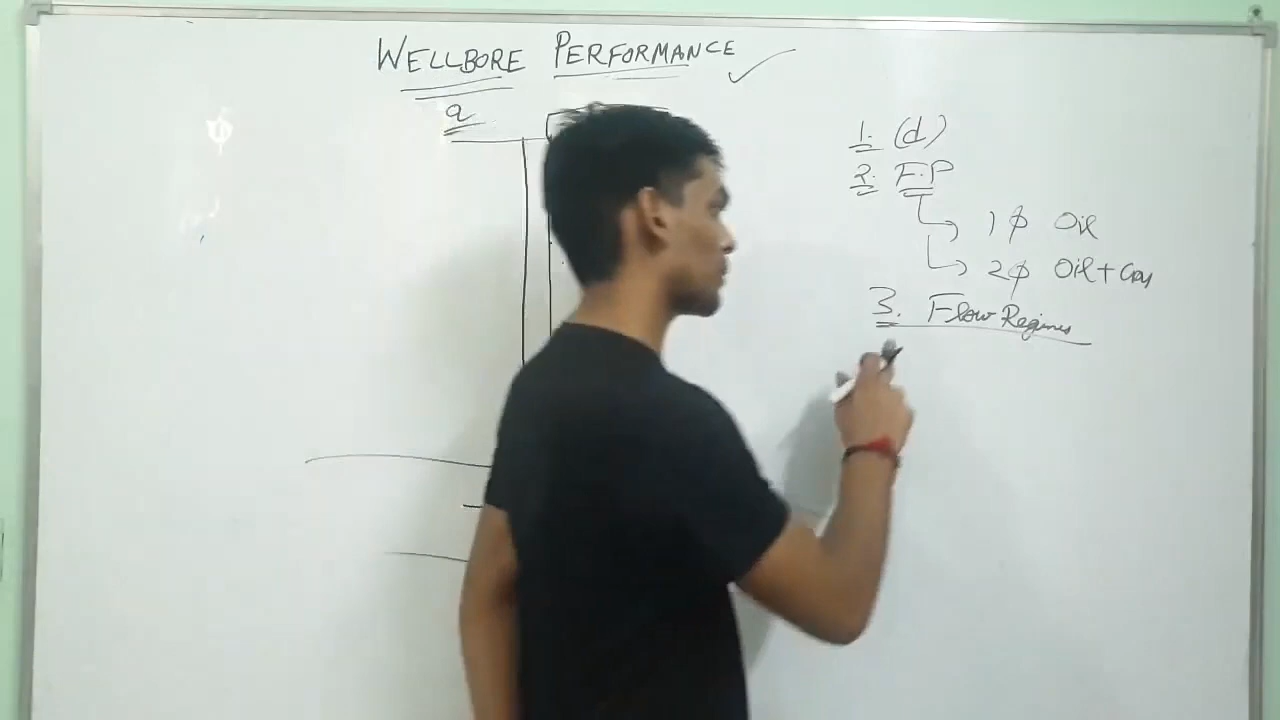 WELLBORE PERFORMANCE ✓
q
1. (d)
2. F.P
1φ Oil
2φ Oil + Gas
3. Flow Regimes